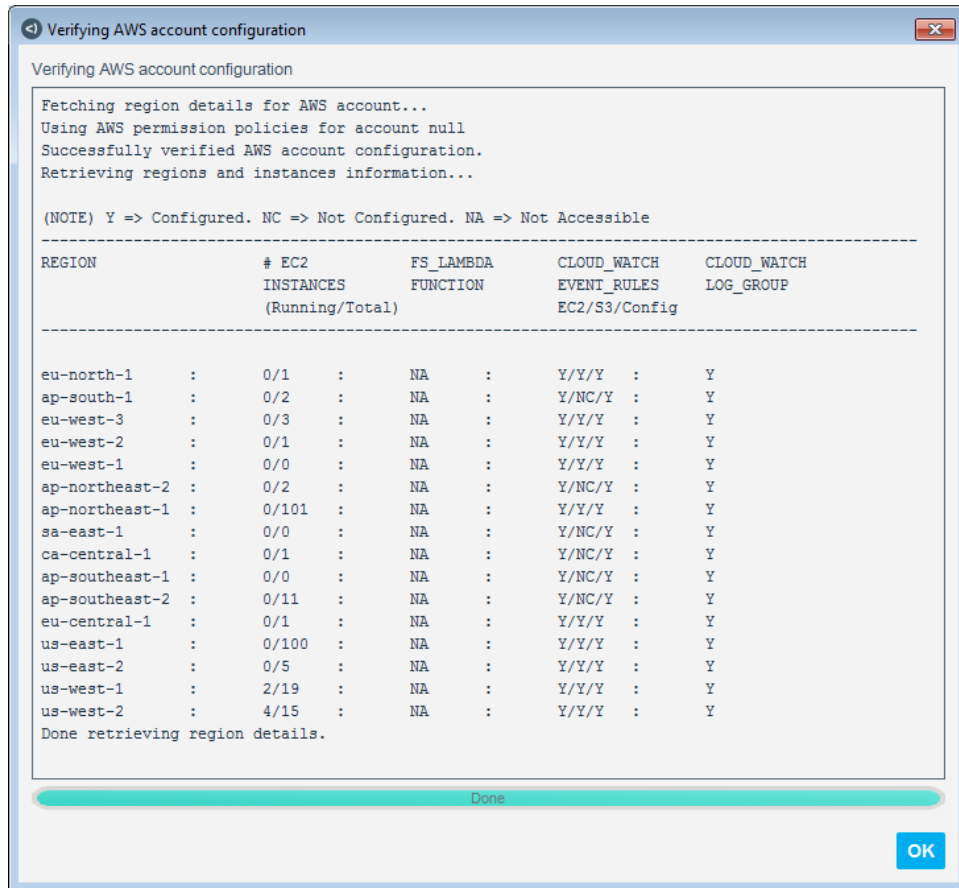 Verifying AWS account configuration
Verifying AWS account configuration
Fetching region details for AWS account...
Using AWS permission policies for account null
Successfully verified AWS account configuration.
Retrieving regions and instances information...
(NOTE) Y => Configured. NC => Not Configured. NA => Not Accessible
--------------------------------------------------------------------------------
REGION # EC2 FS_LAMBDA CLOUD_WATCH CLOUD_WATCH
INSTANCES FUNCTION EVENT_RULES LOG_GROUP
(Running/Total) EC2/S3/Config
--------------------------------------------------------------------------------
eu-north-1 : 0/1 : NA : Y/Y/Y : Y
ap-south-1 : 0/2 : NA : Y/NC/Y : Y
eu-west-3 : 0/3 : NA : Y/Y/Y : Y
eu-west-2 : 0/1 : NA : Y/Y/Y : Y
eu-west-1 : 0/0 : NA : Y/Y/Y : Y
ap-northeast-2 : 0/2 : NA : Y/NC/Y : Y
ap-northeast-1 : 0/101 : NA : Y/Y/Y : Y
sa-east-1 : 0/0 : NA : Y/NC/Y : Y
ca-central-1 : 0/1 : NA : Y/NC/Y : Y
ap-southeast-1 : 0/0 : NA : Y/NC/Y : Y
ap-southeast-2 : 0/11 : NA : Y/NC/Y : Y
eu-central-1 : 0/1 : NA : Y/Y/Y : Y
us-east-1 : 0/100 : NA : Y/Y/Y : Y
us-east-2 : 0/5 : NA : Y/Y/Y : Y
us-west-1 : 2/19 : NA : Y/Y/Y : Y
us-west-2 : 4/15 : NA : Y/Y/Y : Y
Done retrieving region details.
Done
OK